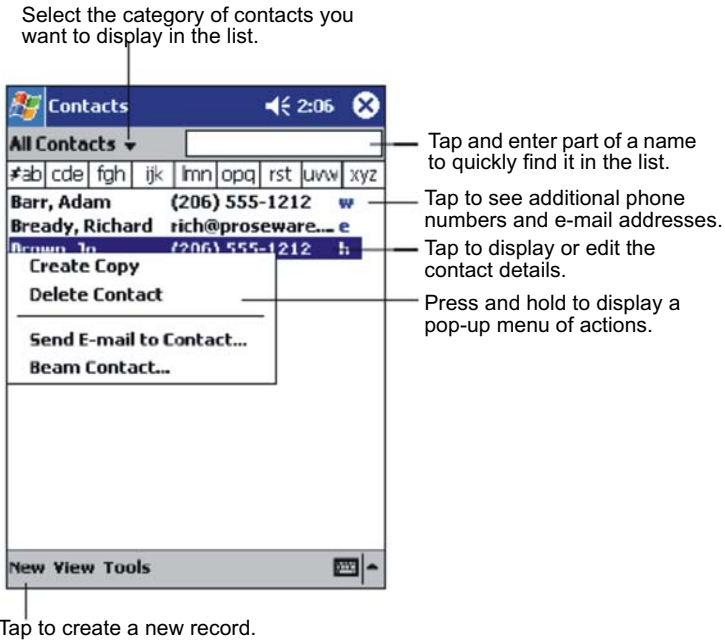 Select the category of contacts you
want to display in the list.
Contacts 2:06
All Contacts
Tap and enter part of a name
to quickly find it in the list.
#ab cde fgh ijk lmn opq rst uvw xyz
Barr, Adam (206) 555-1212 w
Tap to see additional phone
numbers and e-mail addresses.
Bready, Richard rich@proseware.... e
Brown, Jo (206) 555-1212 h
Tap to display or edit the
contact details.
Create Copy
Delete Contact
Press and hold to display a
pop-up menu of actions.
Send E-mail to Contact...
Beam Contact...
New View Tools
Tap to create a new record.